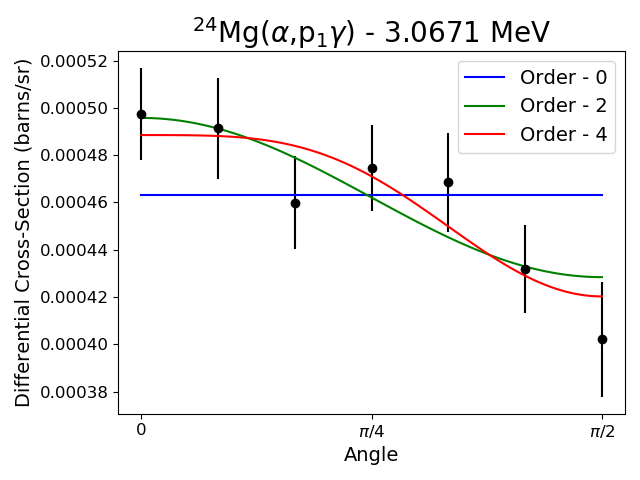 ²⁴Mg(α,p₁γ) - 3.0671 MeV
Order - 0
Order - 2
Order - 4
Differential Cross-Section (barns/sr)
0.00052
0.00050
0.00048
0.00046
0.00044
0.00042
0.00040
0.00038
0
π/4
π/2
Angle